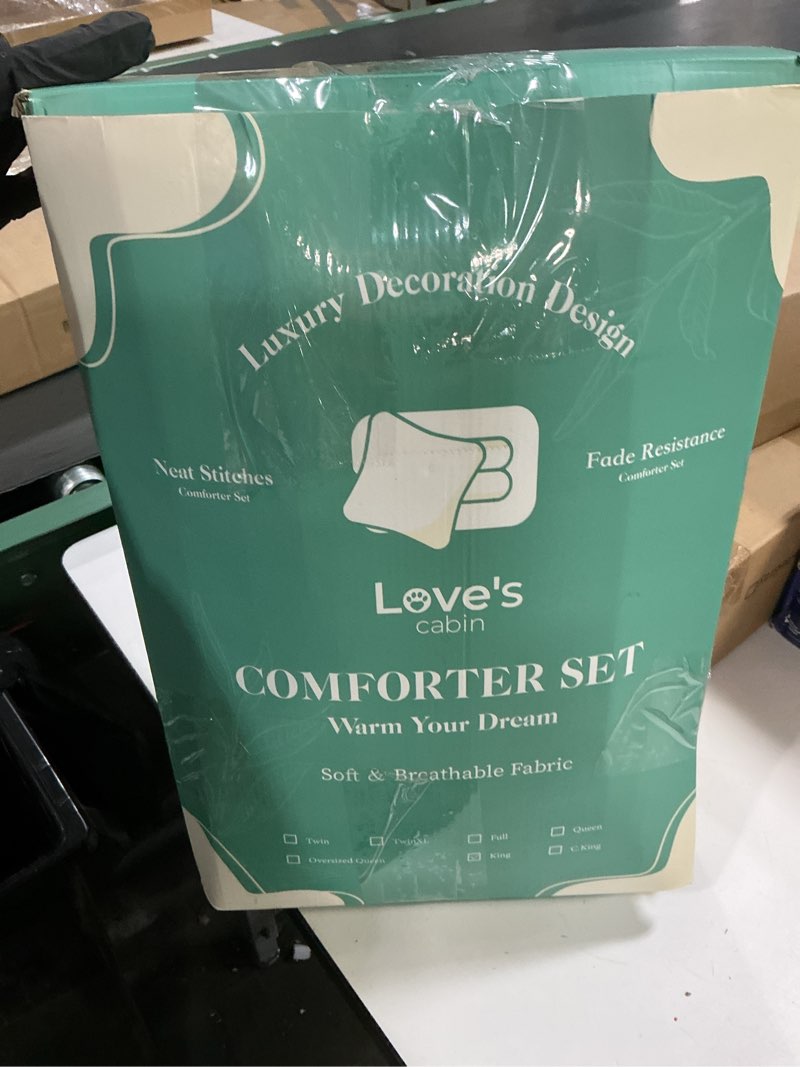 Luxury Decoration Design
Neat Stitches
Comforter Set
Fade Resistance
Comforter Set
Love's
cabin
COMFORTER SET
Warm Your Dream
Soft & Breathable Fabric
Twin
TwinXL
Full
Queen
Oversized Queen
King
C.King